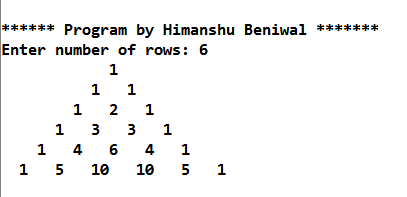 ****** Program by Himanshu Beniwal *******
Enter number of rows: 6
1
1 1
1 2 1
1 3 3 1
1 4 6 4 1
1 5 10 10 5 1